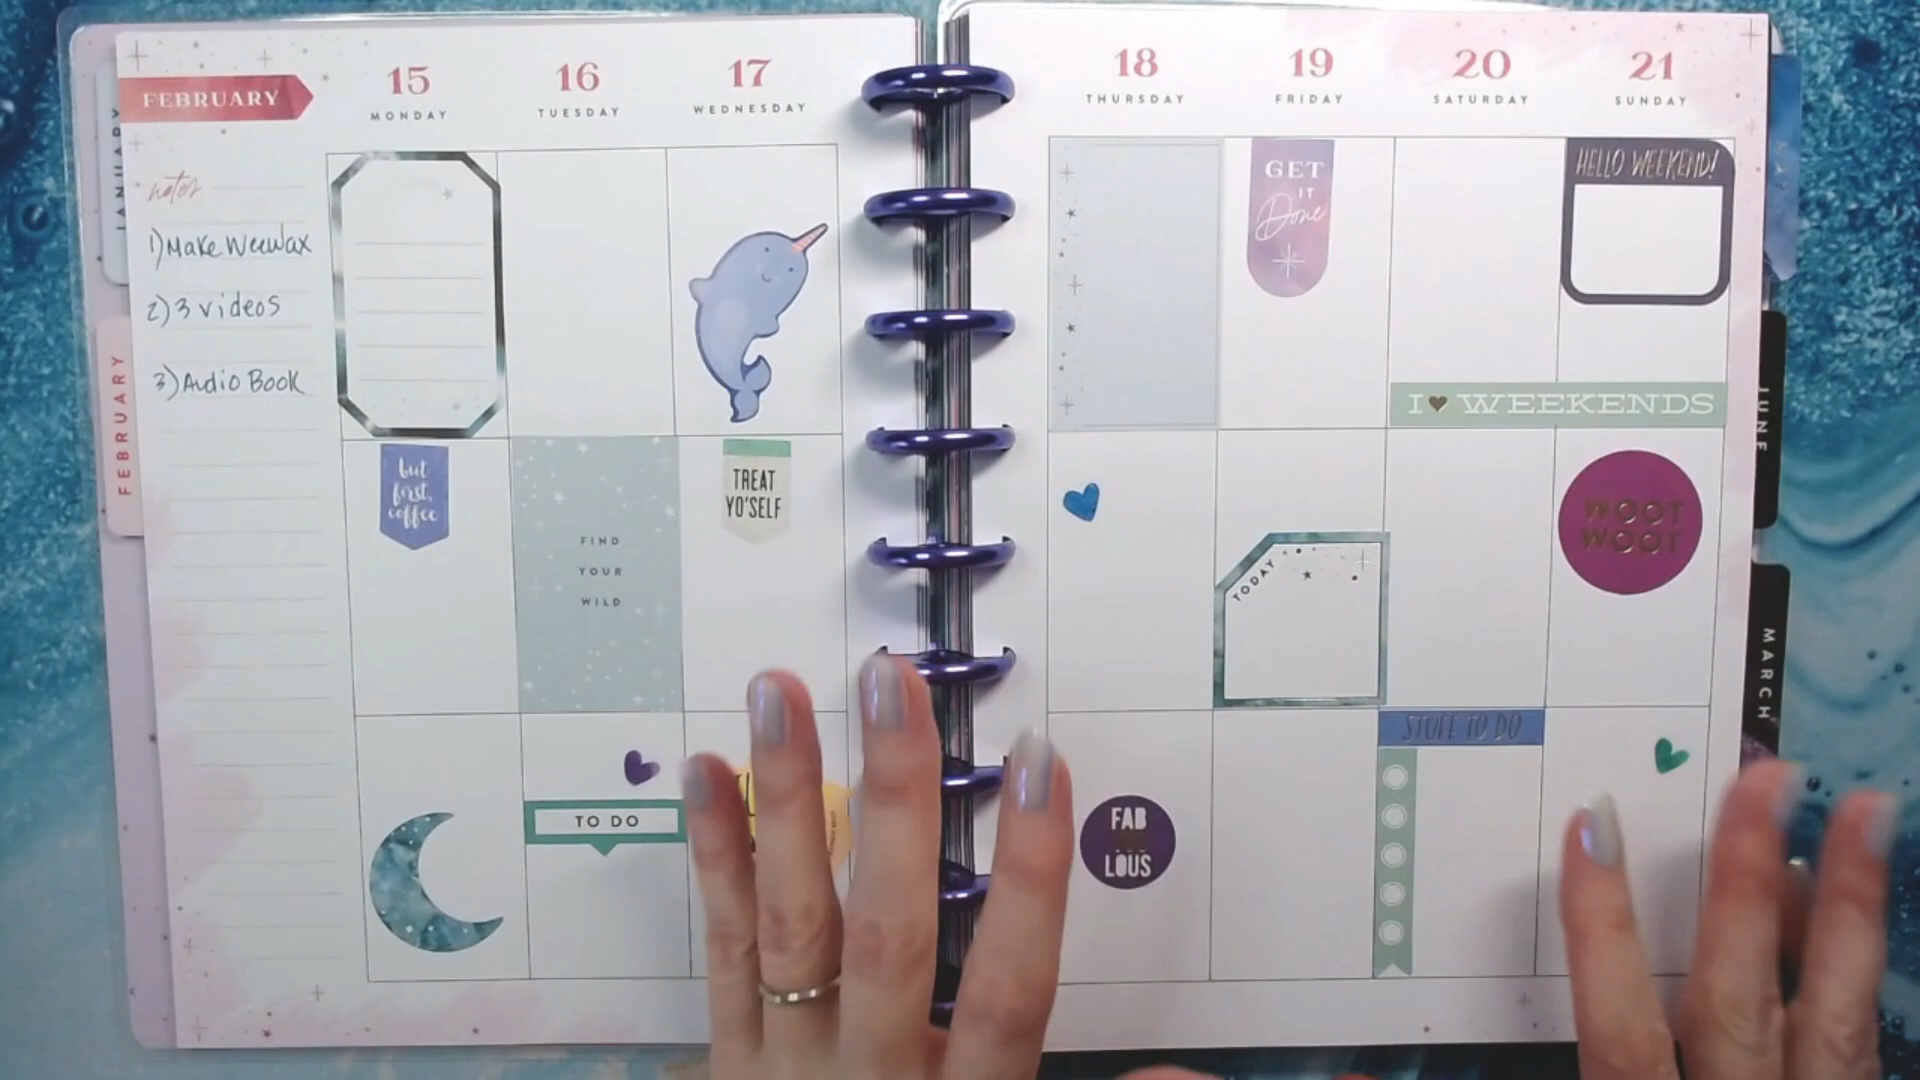 FEBRUARY
15
MONDAY
16
TUESDAY
17
WEDNESDAY
18
THURSDAY
19
FRIDAY
20
SATURDAY
21
SUNDAY
JANUARY
FEBRUARY
notes
1) Make Weewax
2) 3 videos
3) Audio Book
but
first,
coffee
FIND
YOUR
WILD
TREAT
YO'SELF
TO DO
GET
IT
Done
HELLO WEEKEND!
I WEEKENDS
WOOT
WOOT
TODAY
STUFF TO DO
FAB
LOUS
JUNE
MARCH